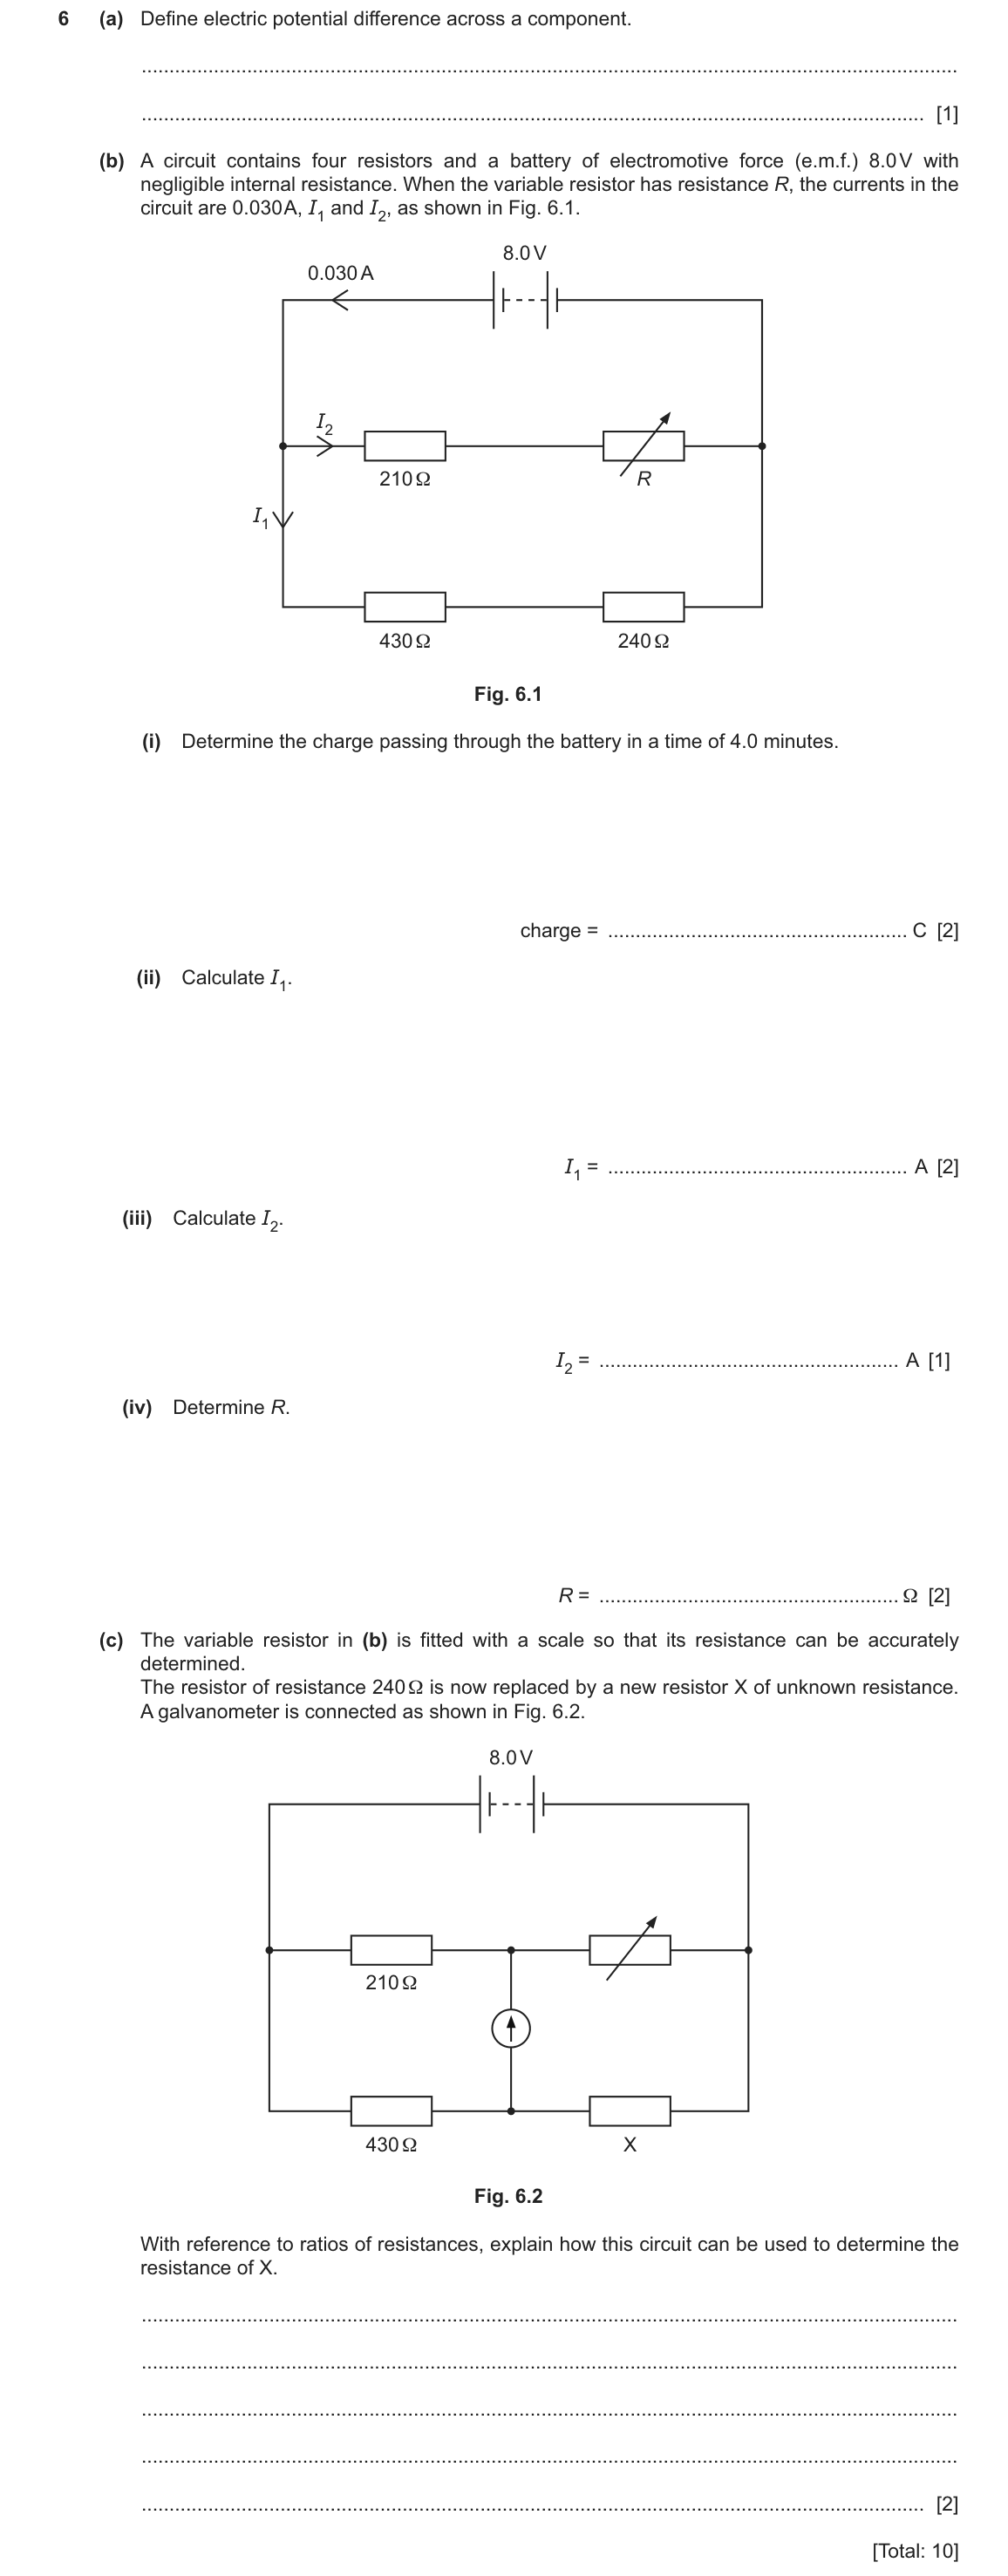 6 (a) Define electric potential difference across a component.
..........................................................................................................................................
..................................................................................................................................... [1]
(b) A circuit contains four resistors and a battery of electromotive force (e.m.f.) 8.0V with
negligible internal resistance. When the variable resistor has resistance R, the currents in the
circuit are 0.030A, I1 and I2, as shown in Fig. 6.1.
8.0V
0.030A
I2
210Ω R
I1
430Ω 240Ω
Fig. 6.1
(i) Determine the charge passing through the battery in a time of 4.0 minutes.
charge = ...................................................... C [2]
(ii) Calculate I1.
I1 = ...................................................... A [2]
(iii) Calculate I2.
I2 = ...................................................... A [1]
(iv) Determine R.
R = ...................................................... Ω [2]
(c) The variable resistor in (b) is fitted with a scale so that its resistance can be accurately
determined.
The resistor of resistance 240Ω is now replaced by a new resistor X of unknown resistance.
A galvanometer is connected as shown in Fig. 6.2.
8.0V
210Ω
430Ω X
Fig. 6.2
With reference to ratios of resistances, explain how this circuit can be used to determine the
resistance of X.
..........................................................................................................................................
..........................................................................................................................................
..........................................................................................................................................
..........................................................................................................................................
..................................................................................................................................... [2]
[Total: 10]